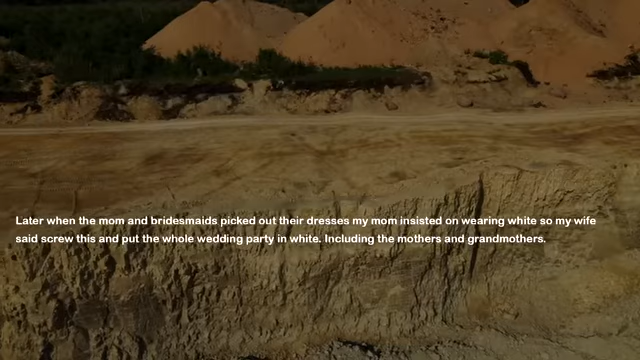 Later when the mom and bridesmaids picked out their dresses my mom insisted on wearing white so my wife
said screw this and put the whole wedding party in white. Including the mothers and grandmothers.